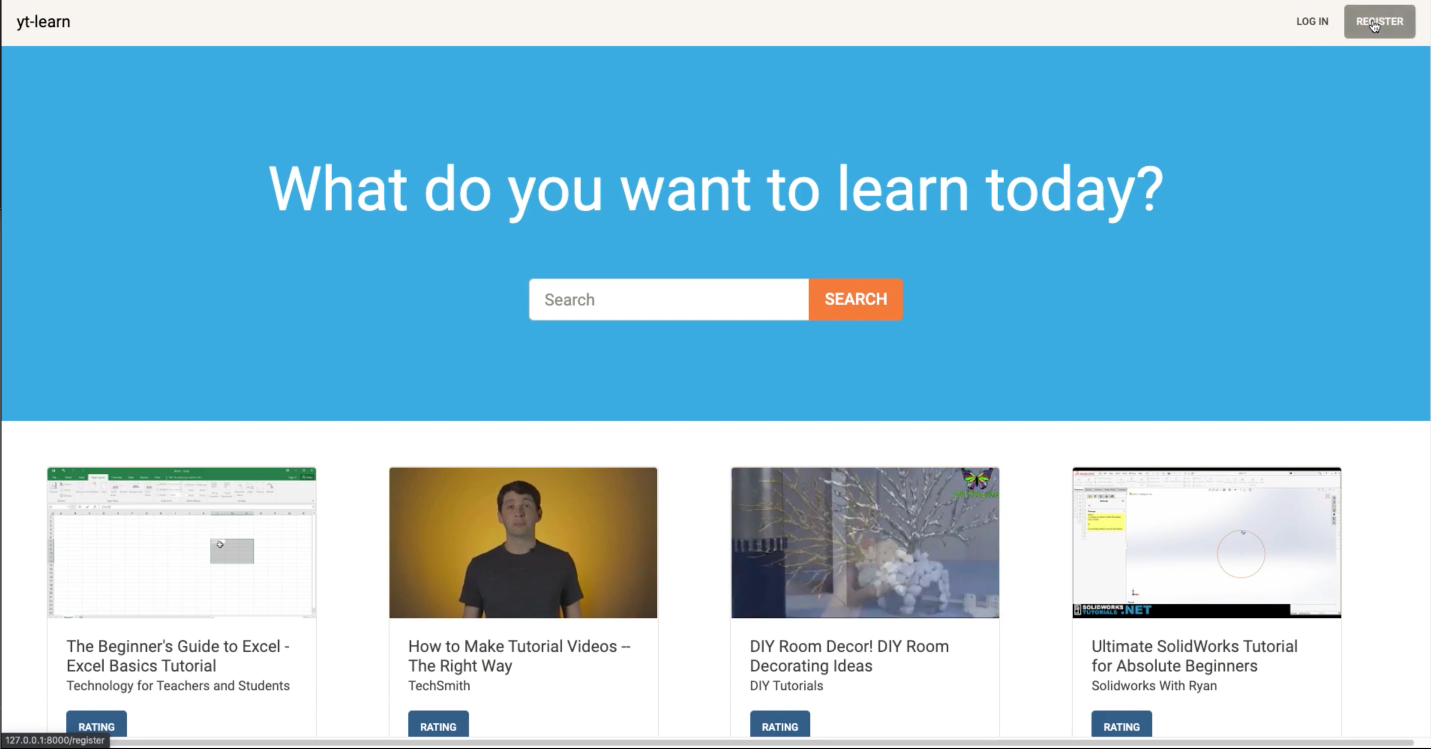 yt-learn
LOG IN
REGISTER
What do you want to learn today?
Search
SEARCH
SOLIDWORKS
TUTORIALS .NET
The Beginner's Guide to Excel -
Excel Basics Tutorial
Technology for Teachers and Students
RATING
How to Make Tutorial Videos --
The Right Way
TechSmith
RATING
DIY Room Decor! DIY Room
Decorating Ideas
DIY Tutorials
RATING
Ultimate SolidWorks Tutorial
for Absolute Beginners
Solidworks With Ryan
RATING
127.0.0.1:8000/register